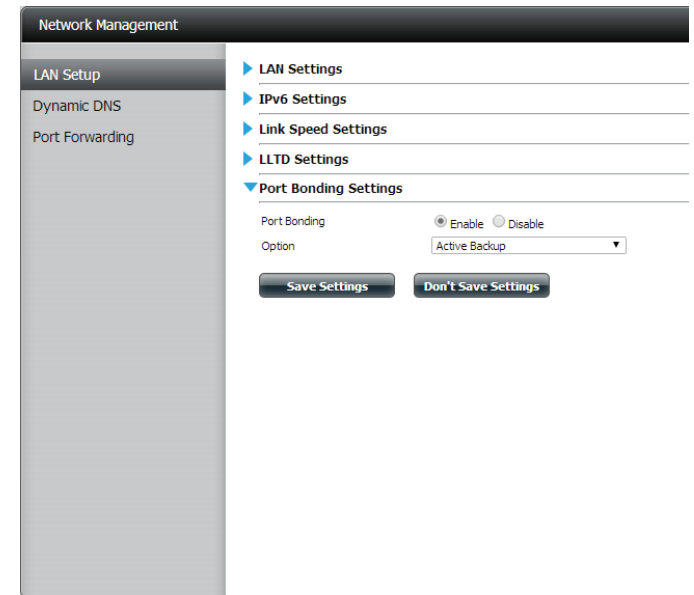 Network Management
LAN Setup
Dynamic DNS
Port Forwarding
LAN Settings
IPv6 Settings
Link Speed Settings
LLTD Settings
Port Bonding Settings
Port Bonding Enable Disable
Option Active Backup
Save Settings Don't Save Settings